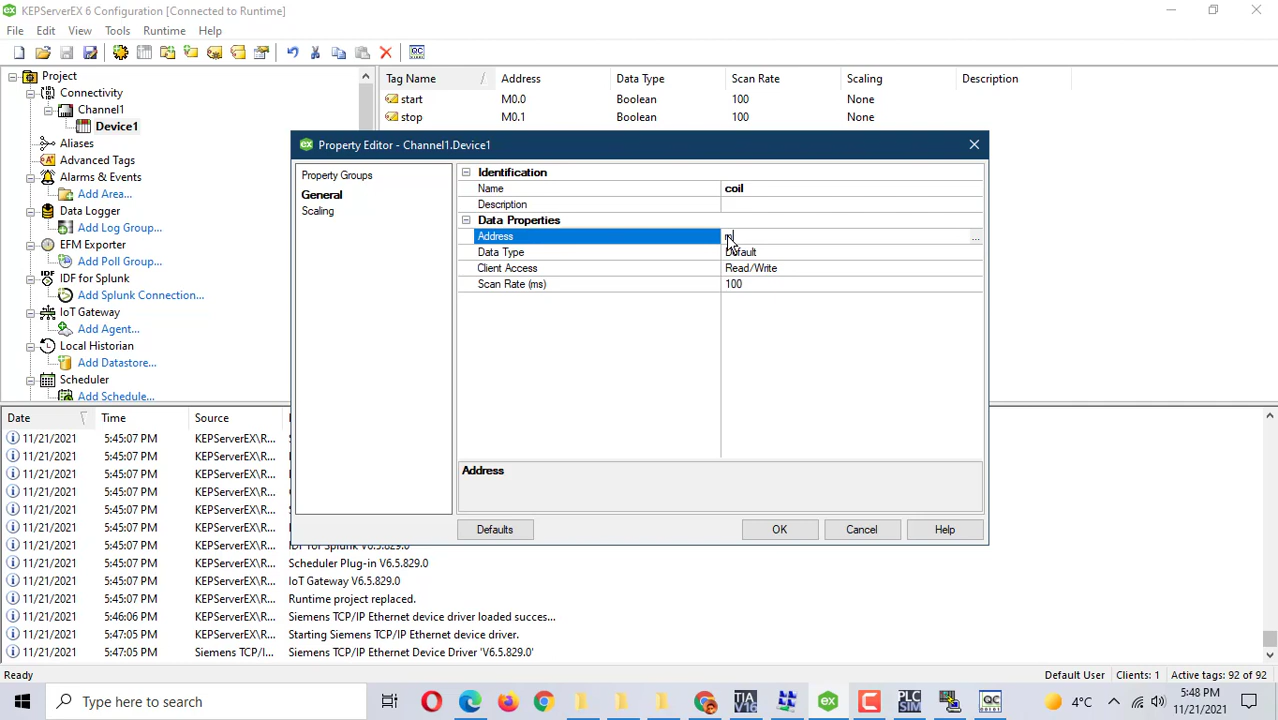 KEPServerEX 6 Configuration [Connected to Runtime]
File Edit View Tools Runtime Help
Project
Connectivity
Channel1
Device1
Aliases
Advanced Tags
Alarms & Events
Add Area...
Data Logger
Add Log Group...
EFM Exporter
Add Poll Group...
IDF for Splunk
Add Splunk Connection...
IoT Gateway
Add Agent...
Local Historian
Add Datastore...
Scheduler
Add Schedule...
Tag Name Address Data Type Scan Rate Scaling Description
start M0.0 Boolean 100 None
stop M0.1 Boolean 100 None
Property Editor - Channel1.Device1
Property Groups
General
Scaling
Identification
Name coil
Description
Data Properties
Address ...
Data Type Default
Client Access Read/Write
Scan Rate (ms) 100
Address
Defaults OK Cancel Help
Date Time Source
11/21/2021 5:45:07 PM KEPServerEX\R...
11/21/2021 5:45:07 PM KEPServerEX\R...
11/21/2021 5:45:07 PM KEPServerEX\R...
11/21/2021 5:45:07 PM KEPServerEX\R...
11/21/2021 5:45:07 PM KEPServerEX\R...
11/21/2021 5:45:07 PM KEPServerEX\R...
11/21/2021 5:45:07 PM KEPServerEX\R... IDF for Splunk V6.5.829.0
11/21/2021 5:45:07 PM KEPServerEX\R... Scheduler Plug-in V6.5.829.0
11/21/2021 5:45:07 PM KEPServerEX\R... IoT Gateway V6.5.829.0
11/21/2021 5:45:07 PM KEPServerEX\R... Runtime project replaced.
11/21/2021 5:46:06 PM KEPServerEX\R... Siemens TCP/IP Ethernet device driver loaded succes...
11/21/2021 5:47:05 PM KEPServerEX\R... Starting Siemens TCP/IP Ethernet device driver.
11/21/2021 5:47:05 PM Siemens TCP/I... Siemens TCP/IP Ethernet Device Driver 'V6.5.829.0'
Ready Default User Clients: 1 Active tags: 92 of 92
Type here to search
TIA V16
PLC SIM
QC
4°C
5:48 PM
11/21/2021